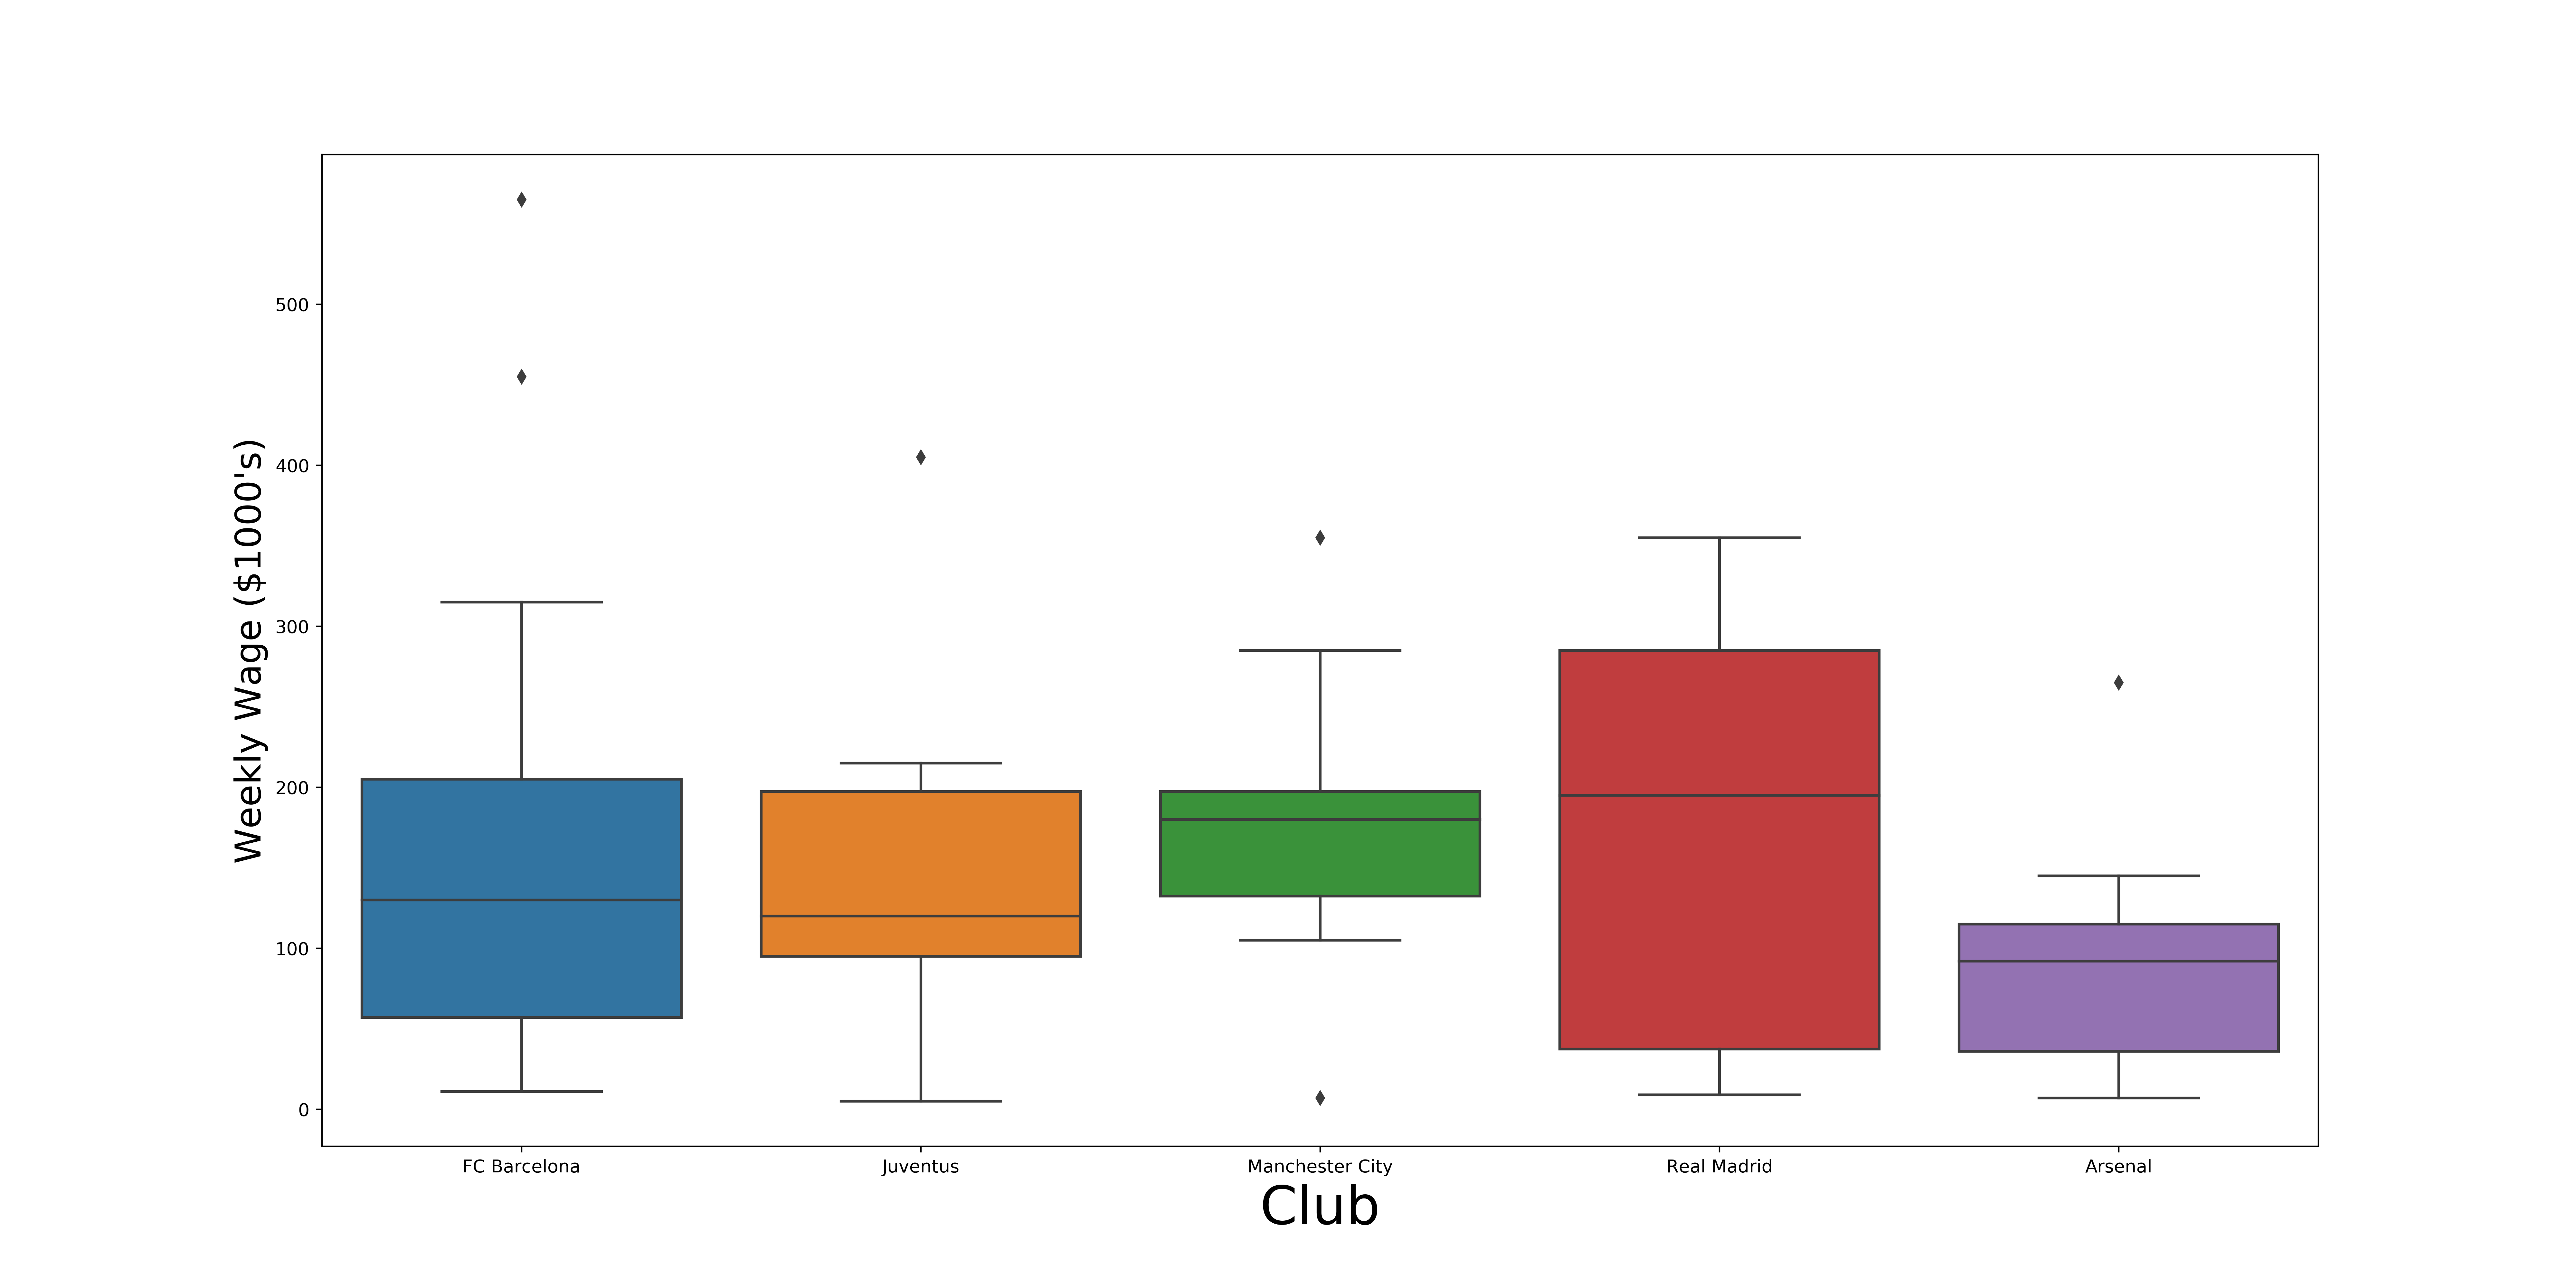 Weekly Wage ($1000's)
500
400
300
200
100
0
FC Barcelona
Juventus
Manchester City
Real Madrid
Arsenal
Club